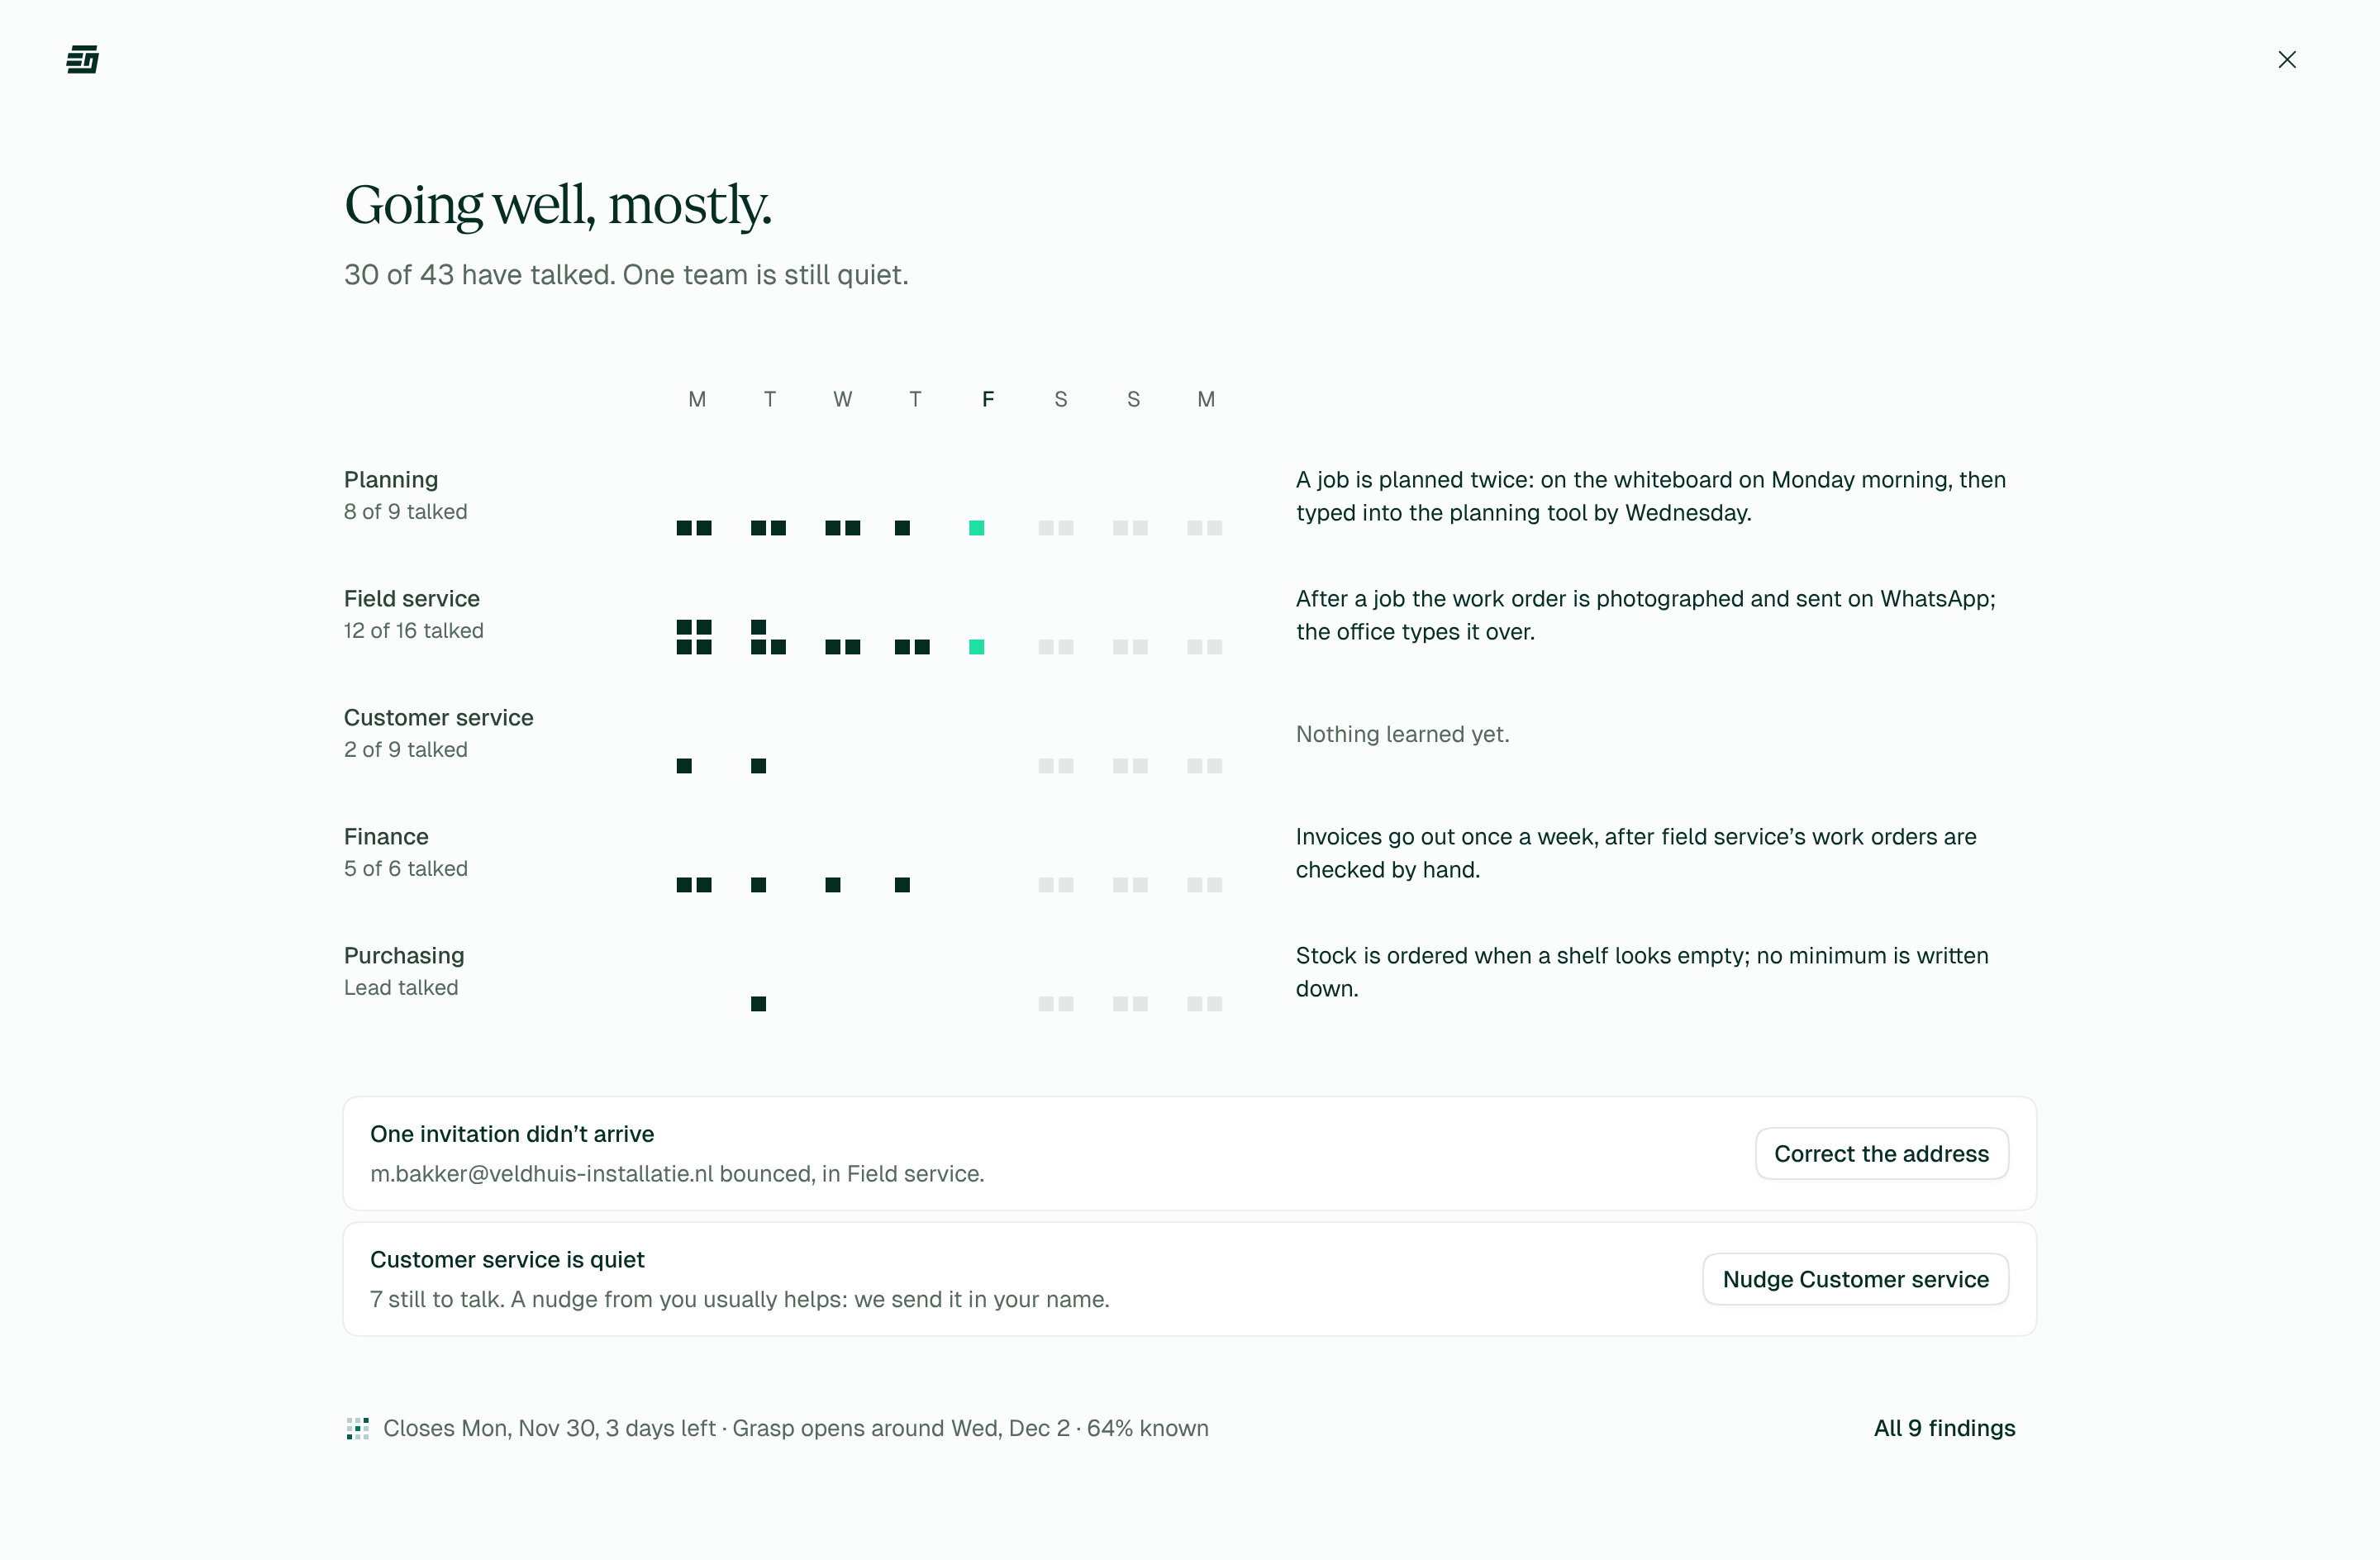 Going well, mostly.
30 of 43 have talked. One team is still quiet.
M T W T F S S M
Planning
8 of 9 talked
A job is planned twice: on the whiteboard on Monday morning, then
typed into the planning tool by Wednesday.
Field service
12 of 16 talked
After a job the work order is photographed and sent on WhatsApp;
the office types it over.
Customer service
2 of 9 talked
Nothing learned yet.
Finance
5 of 6 talked
Invoices go out once a week, after field service’s work orders are
checked by hand.
Purchasing
Lead talked
Stock is ordered when a shelf looks empty; no minimum is written
down.
One invitation didn’t arrive
m.bakker@veldhuis-installatie.nl bounced, in Field service.
Correct the address
Customer service is quiet
7 still to talk. A nudge from you usually helps: we send it in your name.
Nudge Customer service
Closes Mon, Nov 30, 3 days left · Grasp opens around Wed, Dec 2 · 64% known
All 9 findings